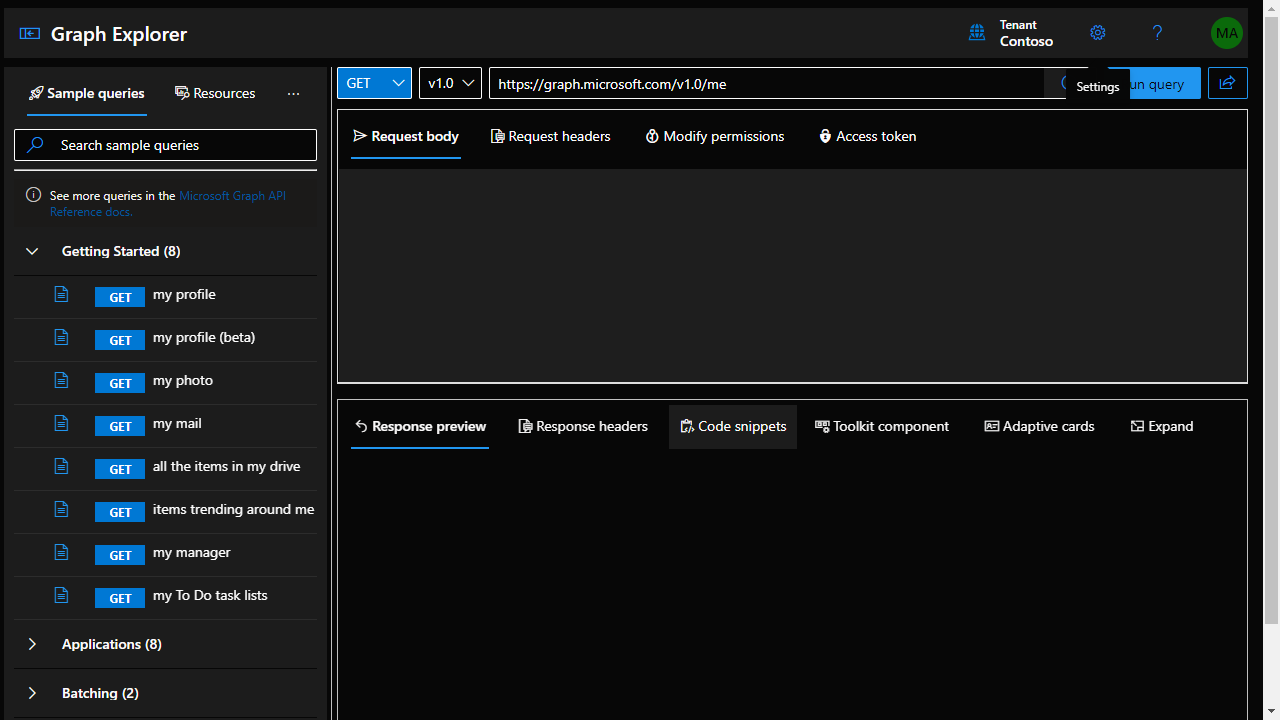 Graph Explorer
Tenant
Contoso
?
MA
Sample queries
Resources
...
Search sample queries
See more queries in the Microsoft Graph API
Reference docs.
Getting Started (8)
GET my profile
GET my profile (beta)
GET my photo
GET my mail
GET all the items in my drive
GET items trending around me
GET my manager
GET my To Do task lists
Applications (8)
Batching (2)
GET
v1.0
https://graph.microsoft.com/v1.0/me
Settings
un query
Request body
Request headers
Modify permissions
Access token
Response preview
Response headers
Code snippets
Toolkit component
Adaptive cards
Expand